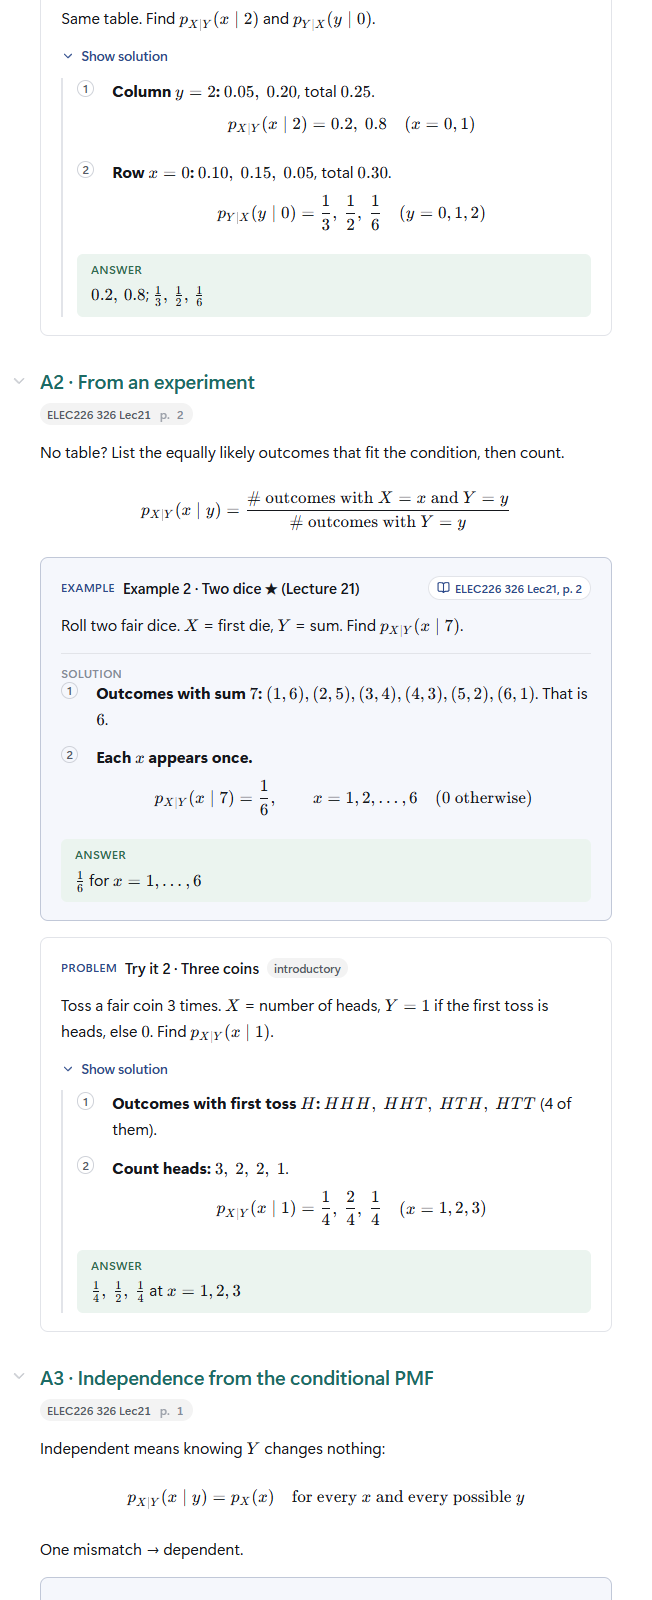 Same table. Find p_{X|Y}(x | 2) and p_{Y|X}(y | 0).
Show solution
1 Column y = 2: 0.05, 0.20, total 0.25.
p_{X|Y}(x | 2) = 0.2, 0.8 (x = 0, 1)
2 Row x = 0: 0.10, 0.15, 0.05, total 0.30.
p_{Y|X}(y | 0) = 1/3, 1/2, 1/6 (y = 0, 1, 2)
ANSWER
0.2, 0.8; 1/3, 1/2, 1/6
A2 · From an experiment
ELEC226 326 Lec21 p. 2
No table? List the equally likely outcomes that fit the condition, then count.
p_{X|Y}(x | y) = # outcomes with X = x and Y = y / # outcomes with Y = y
EXAMPLE Example 2 · Two dice ★ (Lecture 21) ELEC226 326 Lec21, p. 2
Roll two fair dice. X = first die, Y = sum. Find p_{X|Y}(x | 7).
SOLUTION
1 Outcomes with sum 7: (1, 6), (2, 5), (3, 4), (4, 3), (5, 2), (6, 1). That is
6.
2 Each x appears once.
p_{X|Y}(x | 7) = 1/6, x = 1, 2, . . . , 6 (0 otherwise)
ANSWER
1/6 for x = 1, . . . , 6
PROBLEM Try it 2 · Three coins introductory
Toss a fair coin 3 times. X = number of heads, Y = 1 if the first toss is
heads, else 0. Find p_{X|Y}(x | 1).
Show solution
1 Outcomes with first toss H: HHH, HHT, HTH, HTT (4 of
them).
2 Count heads: 3, 2, 2, 1.
p_{X|Y}(x | 1) = 1/4, 2/4, 1/4 (x = 1, 2, 3)
ANSWER
1/4, 1/2, 1/4 at x = 1, 2, 3
A3 · Independence from the conditional PMF
ELEC226 326 Lec21 p. 1
Independent means knowing Y changes nothing:
p_{X|Y}(x | y) = p_X(x) for every x and every possible y
One mismatch → dependent.